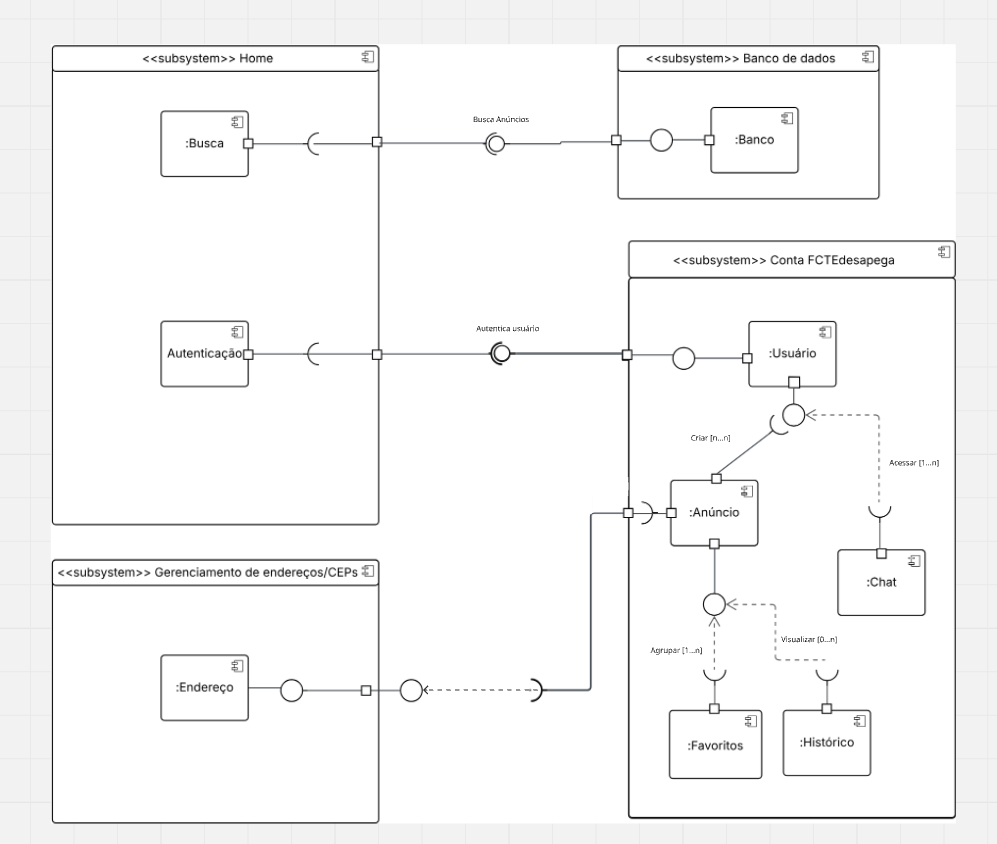 <<subsystem>> Home
<<subsystem>> Banco de dados
Busca Anúncios
:Busca
:Banco
<<subsystem>> Conta FCTEdesapega
Autentica usuário
Autenticação
:Usuário
Criar [n...n]
Acessar [1...n]
:Anúncio
<<subsystem>> Gerenciamento de endereços/CEPs
:Chat
Visualizar [0...n]
Agrupar [1...n]
:Endereço
:Favoritos
:Histórico